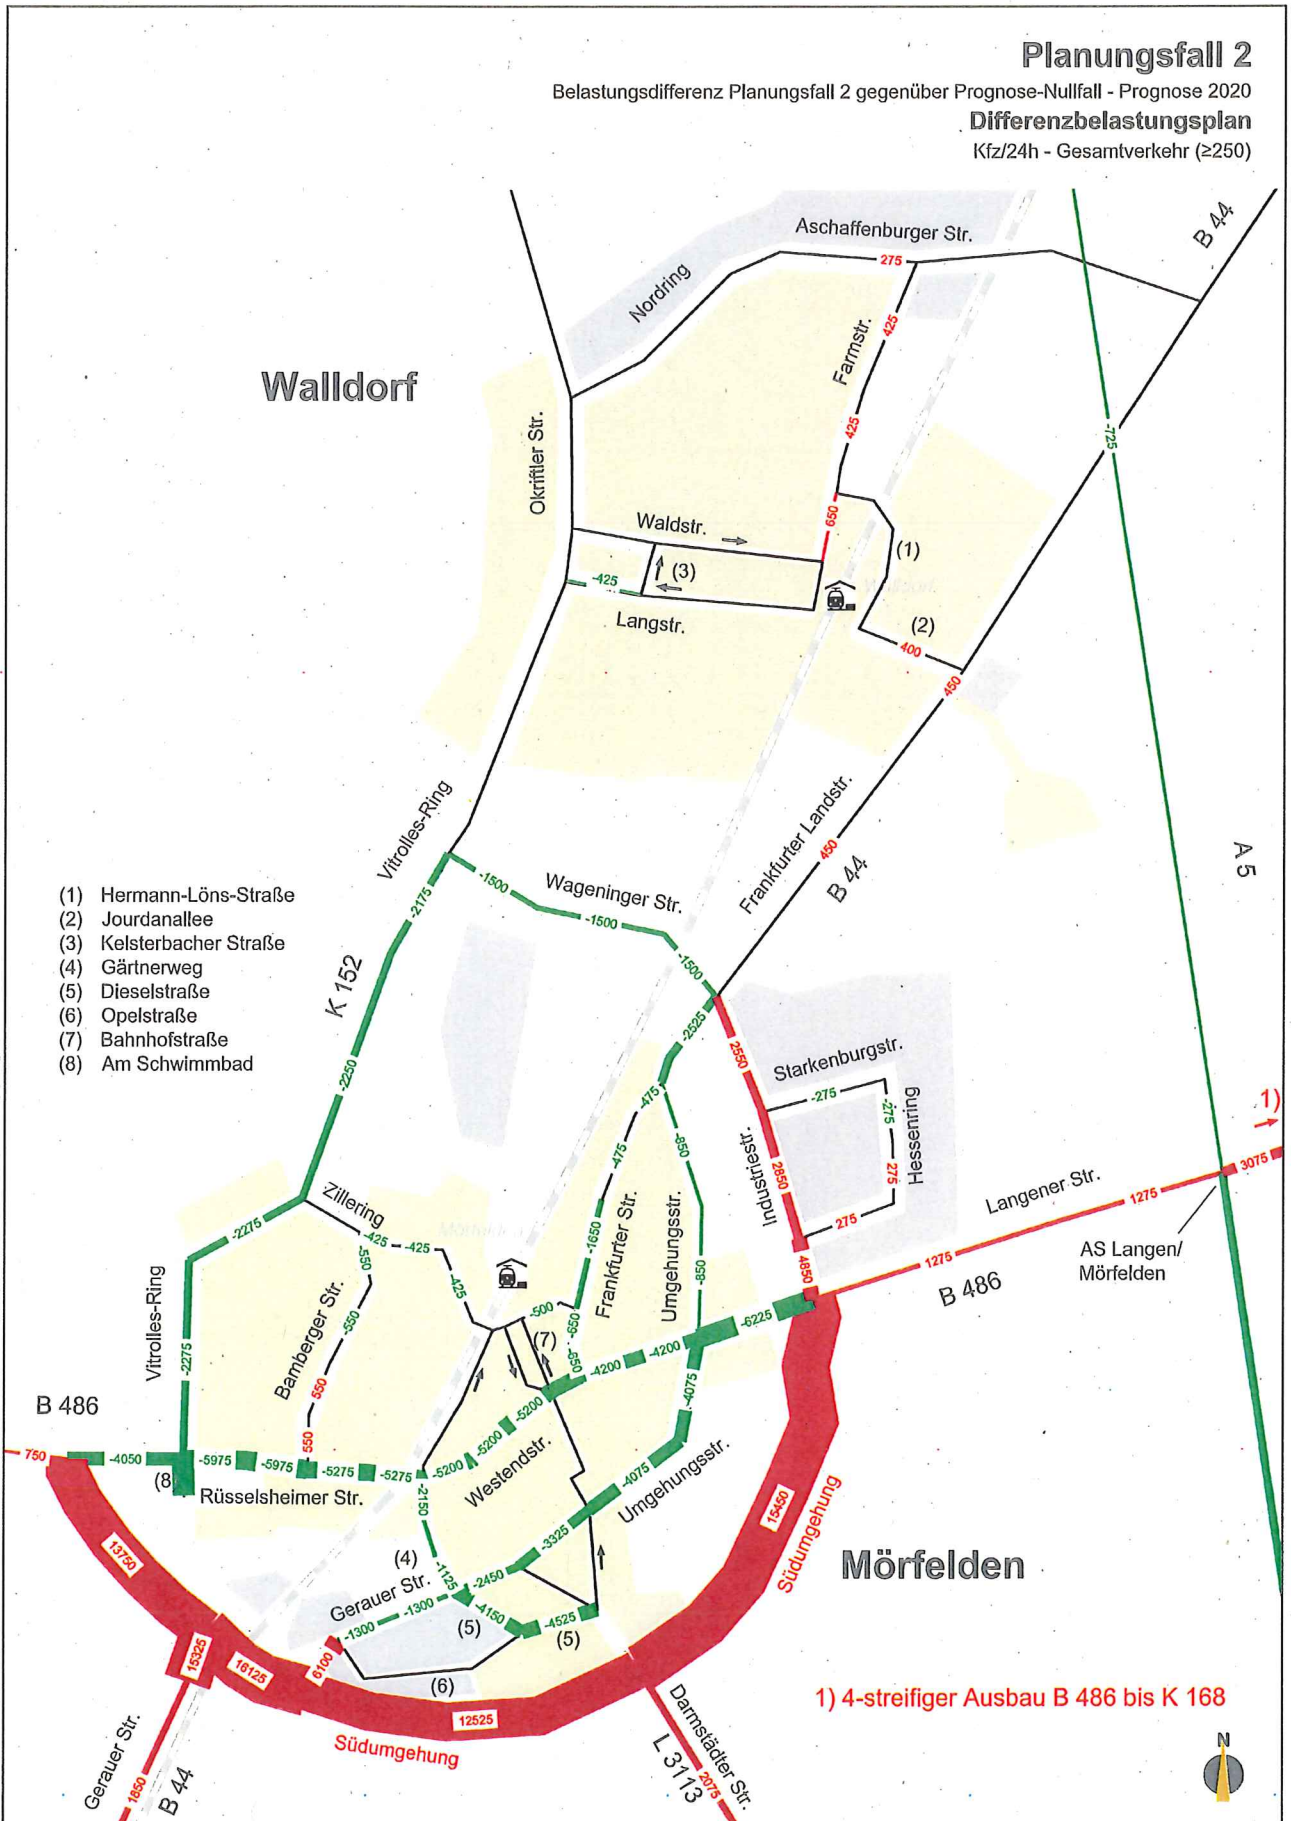 Planungsfall 2
Belastungsdifferenz Planungsfall 2 gegenüber Prognose-Nullfall - Prognose 2020
Differenzbelastungsplan
Kfz/24h - Gesamtverkehr (≥250)
B 44
Aschaffenburger Str.
275
Nordring
425
Farmstr.
Walldorf
425
-725
Okriftler Str.
Waldstr.
650
(1)
(3)
-425
Langstr.
(2)
400
450
Vitrolles-Ring
Frankfurter Landstr.
450
B 44
A 5
-2175
-1500
Wageninger Str.
-1500
-1500
(1) Hermann-Löns-Straße
(2) Jourdanallee
(3) Kelsterbacher Straße
(4) Gärtnerweg
(5) Dieselstraße
(6) Opelstraße
(7) Bahnhofstraße
(8) Am Schwimmbad
K 152
-2250
-2525
2550
Starkenburgstr.
-275
-275
Hessenring
275
275
-475
-475
-850
Industriestr.
2850
4850
1)
3075
Langener Str.
1275
1275
AS Langen/
Mörfelden
B 486
Zillering
-2275
-425
-425
-425
-550
-550
550
550
Bamberger Str.
Vitrolles-Ring
-2275
-1650
Frankfurter Str.
Umgehungsstr.
-850
-500
-650
-650
(7)
-6225
-4200
-4200
-4075
-4075
B 486
750
-4050
(8)
-5975
-5975
-5275
-5275
-5200
-5200
-5200
Rüsselsheimer Str.
Westendstr.
Umgehungsstr.
-2150
-1125
-3325
-2450
(4)
Gerauer Str.
-1300
-1300
-4150
(5)
-4525
(5)
(6)
6100
13750
15325
16125
12525
15450
Südumgehung
Südumgehung
Mörfelden
1) 4-streifiger Ausbau B 486 bis K 168
Gerauer Str.
1850
B 44
Darmstädter Str.
L 3113
2075
N